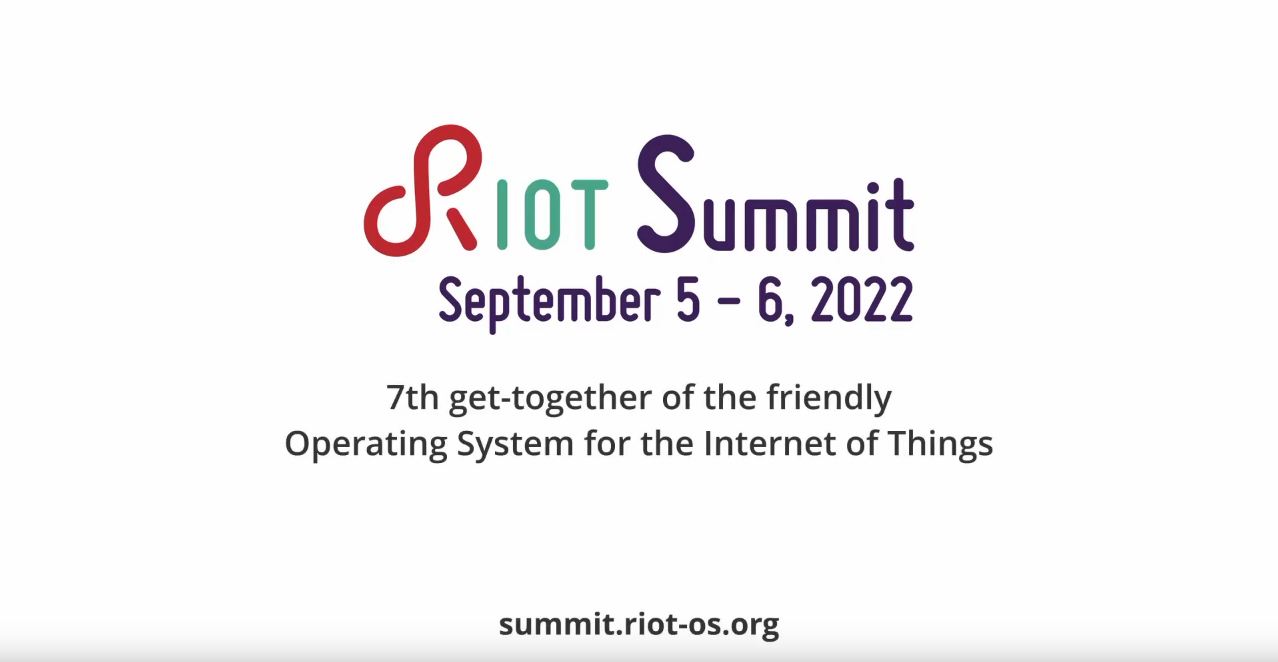 RIOT Summit
September 5 – 6, 2022
7th get-together of the friendly
Operating System for the Internet of Things
summit.riot-os.org